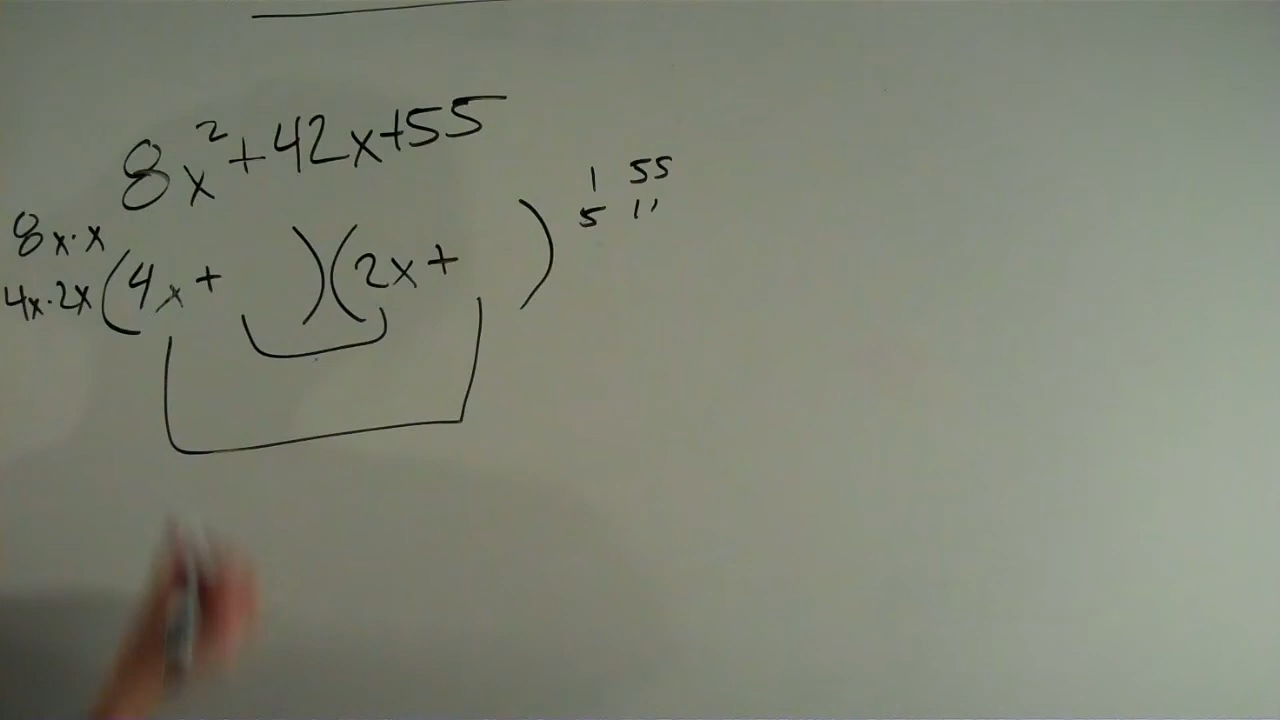 8x²+42x+55
1 55
5 11
8x·x
4x·2x (4x+ )(2x+ )